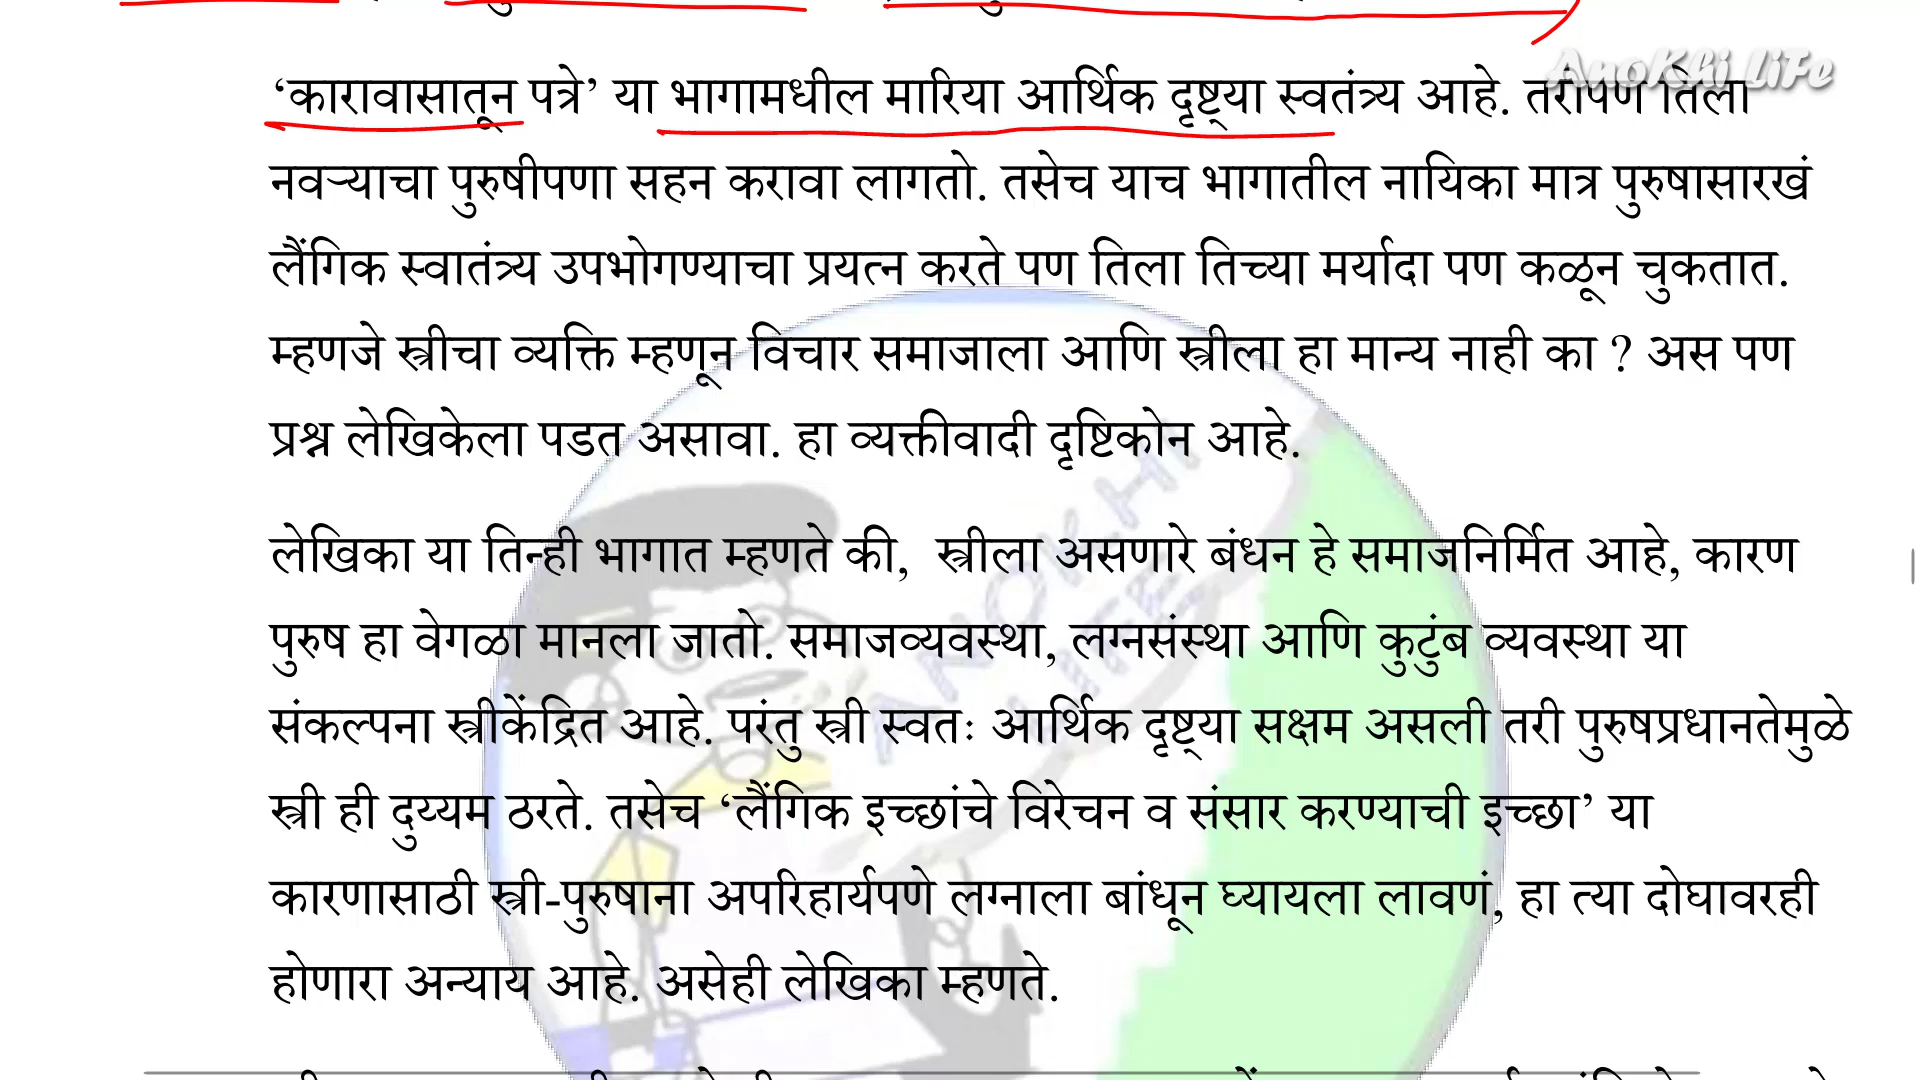 AnoKhi LiFe
‘कारावासातून पत्रे’ या भागामधील मारिया आर्थिक दृष्ट्या स्वतंत्र्य आहे. तरीपण तिला
नवऱ्याचा पुरुषीपणा सहन करावा लागतो. तसेच याच भागातील नायिका मात्र पुरुषासारखं
लैंगिक स्वातंत्र्य उपभोगण्याचा प्रयत्न करते पण तिला तिच्या मर्यादा पण कळून चुकतात.
म्हणजे स्त्रीचा व्यक्ति म्हणून विचार समाजाला आणि स्त्रीला हा मान्य नाही का ? अस पण
प्रश्न लेखिकेला पडत असावा. हा व्यक्तीवादी दृष्टिकोन आहे.
लेखिका या तिन्ही भागात म्हणते की, स्त्रीला असणारे बंधन हे समाजनिर्मित आहे, कारण
पुरुष हा वेगळा मानला जातो. समाजव्यवस्था, लग्नसंस्था आणि कुटुंब व्यवस्था या
संकल्पना स्त्रीकेंद्रित आहे. परंतु स्त्री स्वतः आर्थिक दृष्ट्या सक्षम असली तरी पुरुषप्रधानतेमुळे
स्त्री ही दुय्यम ठरते. तसेच ‘लैंगिक इच्छांचे विरेचन व संसार करण्याची इच्छा’ या
कारणासाठी स्त्री-पुरुषाना अपरिहार्यपणे लग्नाला बांधून घ्यायला लावणं, हा त्या दोघावरही
होणारा अन्याय आहे. असेही लेखिका म्हणते.
ANOKHI
LIFE